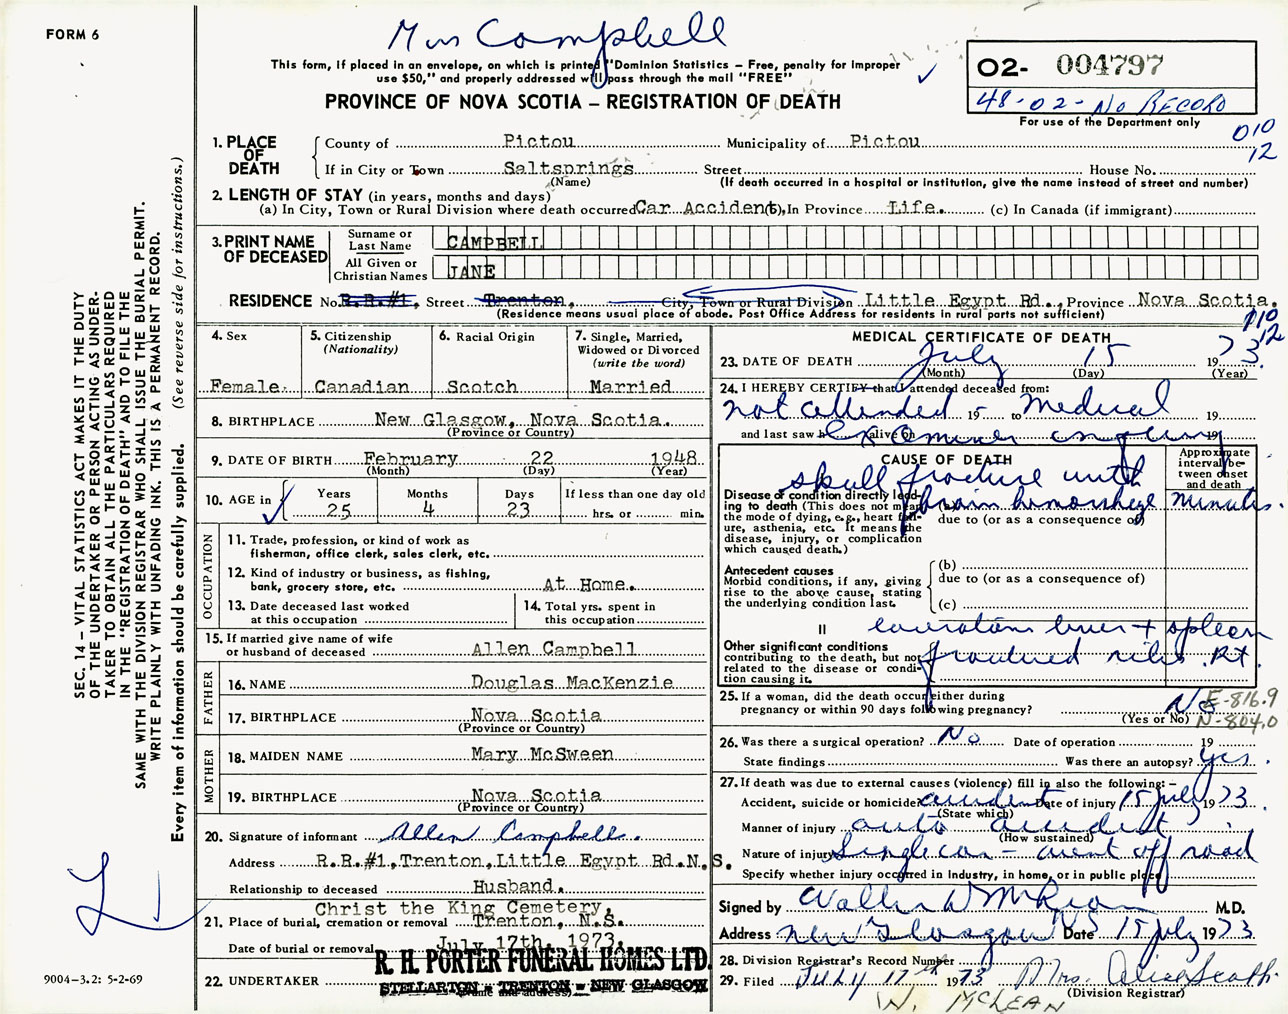 FORM 6
Mrs Campbell
This form, if placed in an envelope, on which is printed "Dominion Statistics – Free, penalty for improper
use $50," and properly addressed will pass through the mail "FREE"
PROVINCE OF NOVA SCOTIA – REGISTRATION OF DEATH
O2- 004797
48-02-No RECORD
For use of the Department only
010
12
1. PLACE OF DEATH
County of Pictou Municipality of Pictou
If in City or Town Saltsprings Street House No.
(Name) (If death occurred in a hospital or institution, give the name instead of street and number)
2. LENGTH OF STAY (in years, months and days)
(a) In City, Town or Rural Division where death occurred Car Accident, (b) In Province Life. (c) In Canada (if immigrant)
3. PRINT NAME OF DECEASED
Surname or Last Name CAMPBELL
All Given or Christian Names JANE
RESIDENCE No. R.R.#1, Street Trenton, City, Town or Rural Division Little Egypt Rd., Province Nova Scotia.
(Residence means usual place of abode. Post Office Address for residents in rural parts not sufficient)
010
12
4. Sex Female.
5. Citizenship (Nationality) Canadian
6. Racial Origin Scotch
7. Single, Married, Widowed or Divorced (write the word) Married
8. BIRTHPLACE New Glasgow, Nova Scotia.
(Province or Country)
9. DATE OF BIRTH February 22 1948
(Month) (Day) (Year)
10. AGE in Years 25 Months 4 Days 23 If less than one day old hrs. or min.
OCCUPATION
11. Trade, profession, or kind of work as
fisherman, office clerk, sales clerk, etc.
12. Kind of industry or business, as fishing,
bank, grocery store, etc. At Home.
13. Date deceased last worked
at this occupation
14. Total yrs. spent in
this occupation
15. If married give name of wife
or husband of deceased Allen Campbell
FATHER
16. NAME Douglas MacKenzie
17. BIRTHPLACE Nova Scotia
(Province or Country)
MOTHER
18. MAIDEN NAME Mary McSween
19. BIRTHPLACE Nova Scotia
(Province or Country)
20. Signature of informant Allen Campbell.
Address R.R.#1, Trenton, Little Egypt Rd. N.S.
Relationship to deceased Husband.
Christ the King Cemetery,
21. Place of burial, cremation or removal Trenton, N.S.
Date of burial or removal July 17th, 1973.
22. UNDERTAKER R. H. PORTER FUNERAL HOMES LTD.
STELLARTON - TRENTON - NEW GLASGOW
MEDICAL CERTIFICATE OF DEATH
23. DATE OF DEATH July 15 1973.
(Month) (Day) (Year)
24. I HEREBY CERTIFY that I attended deceased from:
not attended 19 to Medical 19
and last saw h alive on examiner enquiry 19
CAUSE OF DEATH
Approximate interval between onset and death
Disease or condition directly leading to death (This does not mean the mode of dying, e.g., heart failure, asthenia, etc. It means the disease, injury, or complication which caused death.)
skull fracture with
(a) brain hemorrhage minutes.
due to (or as a consequence of)
Antecedent causes
Morbid conditions, if any, giving rise to the above cause, stating the underlying condition last.
(b)
due to (or as a consequence of)
(c)
II
Other significant conditions
contributing to the death, but not related to the disease or condition causing it.
laceration liver + spleen
fractured ribs. Rt.
25. If a woman, did the death occur either during
pregnancy or within 90 days following pregnancy? No
(Yes or No)
E-816.9
N-804.0
26. Was there a surgical operation? No Date of operation 19
State findings Was there an autopsy? Yes.
27. If death was due to external causes (violence) fill in also the following: –
Accident, suicide or homicide accident Date of injury 15 July 1973.
(State which)
Manner of injury auto accident
(How sustained)
Nature of injury Single car – went off road
Specify whether injury occurred in industry, in home, or in public place
Signed by M.D.
Address New Glasgow NS Date 15 July 1973
28. Division Registrar's Record Number
29. Filed JULY 17th 1973 Mrs. Alice Scott
(Division Registrar)
W. McLEAN
SEC. 14 – VITAL STATISTICS ACT MAKES IT THE DUTY
OF THE UNDERTAKER OR PERSON ACTING AS UNDER-
TAKER TO OBTAIN ALL THE PARTICULARS REQUIRED
IN THE "REGISTRATION OF DEATH" AND TO FILE THE
SAME WITH THE DIVISION REGISTRAR WHO SHALL ISSUE THE BURIAL PERMIT.
WRITE PLAINLY WITH UNFADING INK. THIS IS A PERMANENT RECORD.
Every item of information should be carefully supplied. (See reverse side for instructions.)
9004–3.2: 5-2-69